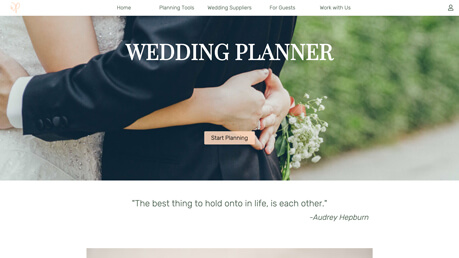 Home Planning Tools Wedding Suppliers For Guests Work with Us
WEDDING PLANNER
Start Planning
"The best thing to hold onto in life, is each other."
-Audrey Hepburn